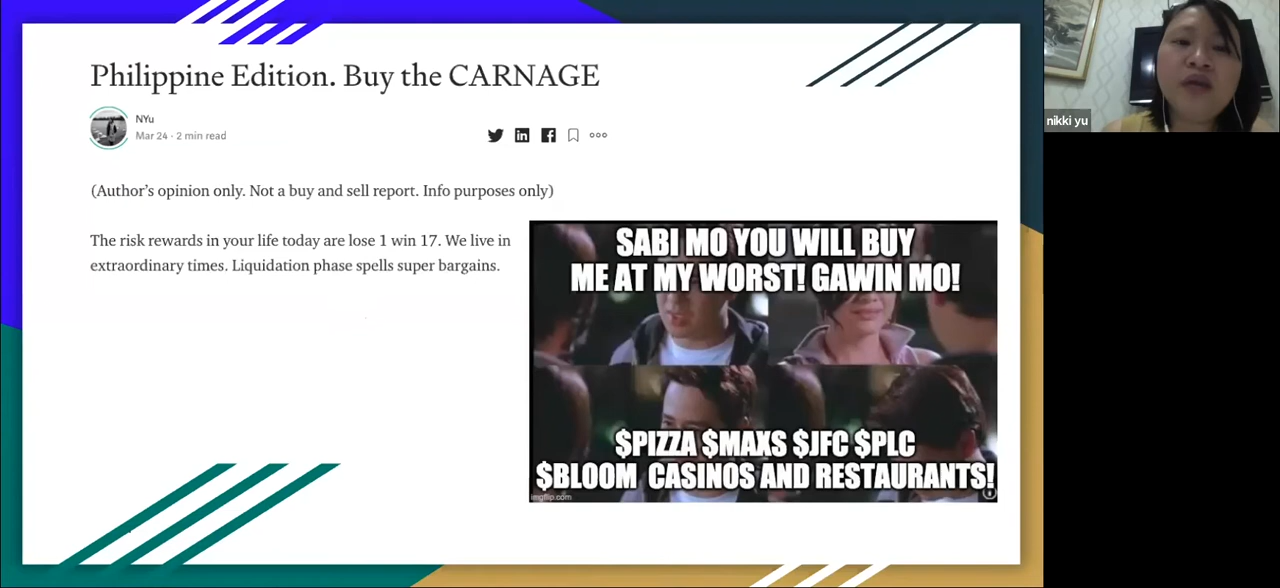 Philippine Edition. Buy the CARNAGE
NYu
Mar 24 · 2 min read
(Author's opinion only. Not a buy and sell report. Info purposes only)
The risk rewards in your life today are lose 1 win 17. We live in
extraordinary times. Liquidation phase spells super bargains.
SABI MO YOU WILL BUY
ME AT MY WORST! GAWIN MO!
$PIZZA $MAXS $JFC $PLC
$BLOOM CASINOS AND RESTAURANTS!
imgflip.com
nikki yu